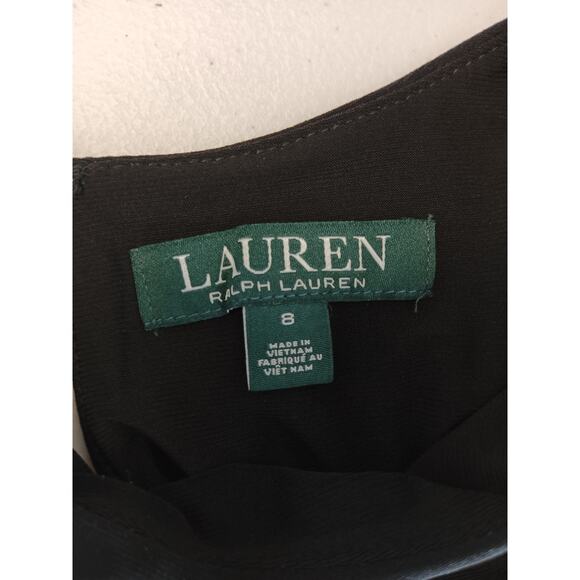 LAUREN
RALPH LAUREN
8
MADE IN
VIETNAM
FABRIQUÉ AU
VIÊT NAM